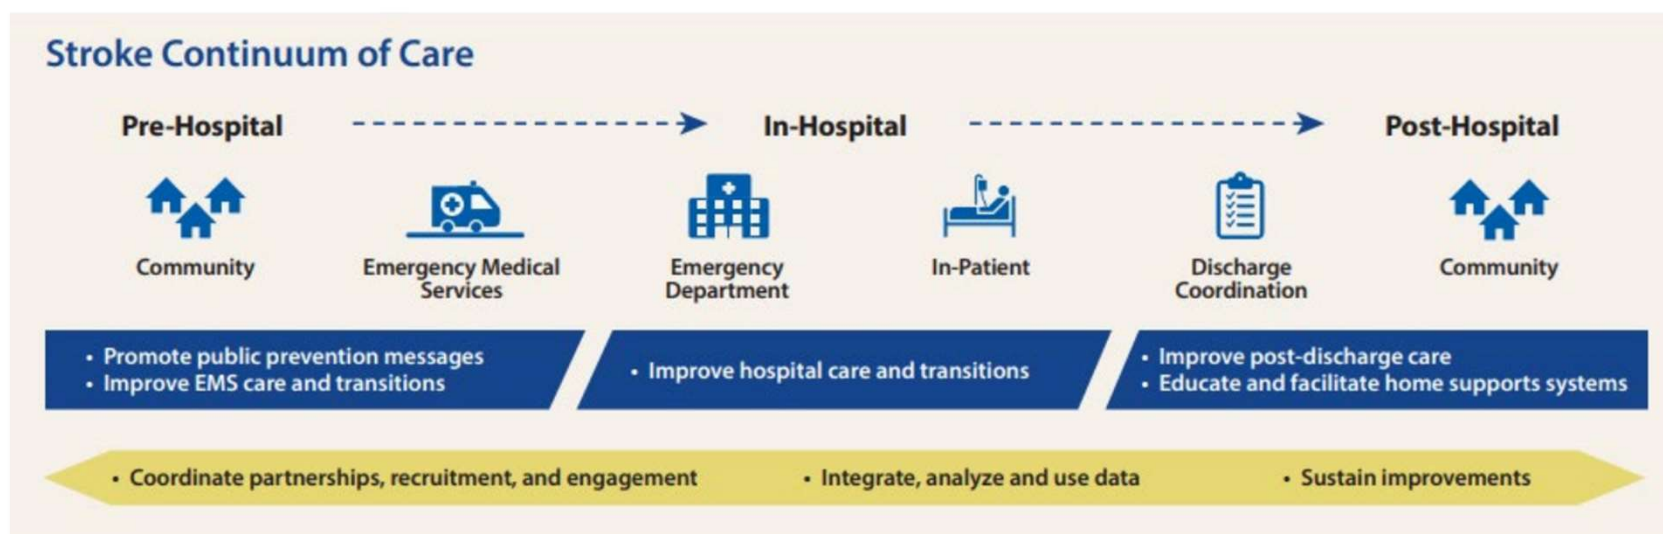 Stroke Continuum of Care
Pre-Hospital
In-Hospital
Post-Hospital
Community
Emergency Medical
Services
Emergency
Department
In-Patient
Discharge
Coordination
Community
• Promote public prevention messages
• Improve EMS care and transitions
• Improve hospital care and transitions
• Improve post-discharge care
• Educate and facilitate home supports systems
• Coordinate partnerships, recruitment, and engagement
• Integrate, analyze and use data
• Sustain improvements